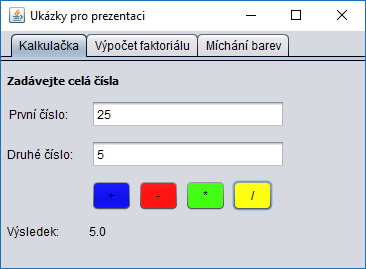 Ukázky pro prezentaci
Kalkulačka Výpočet faktoriálu Míchání barev
Zadávejte celá čísla
První číslo: 25
Druhé číslo: 5
+ - * /
Výsledek: 5.0